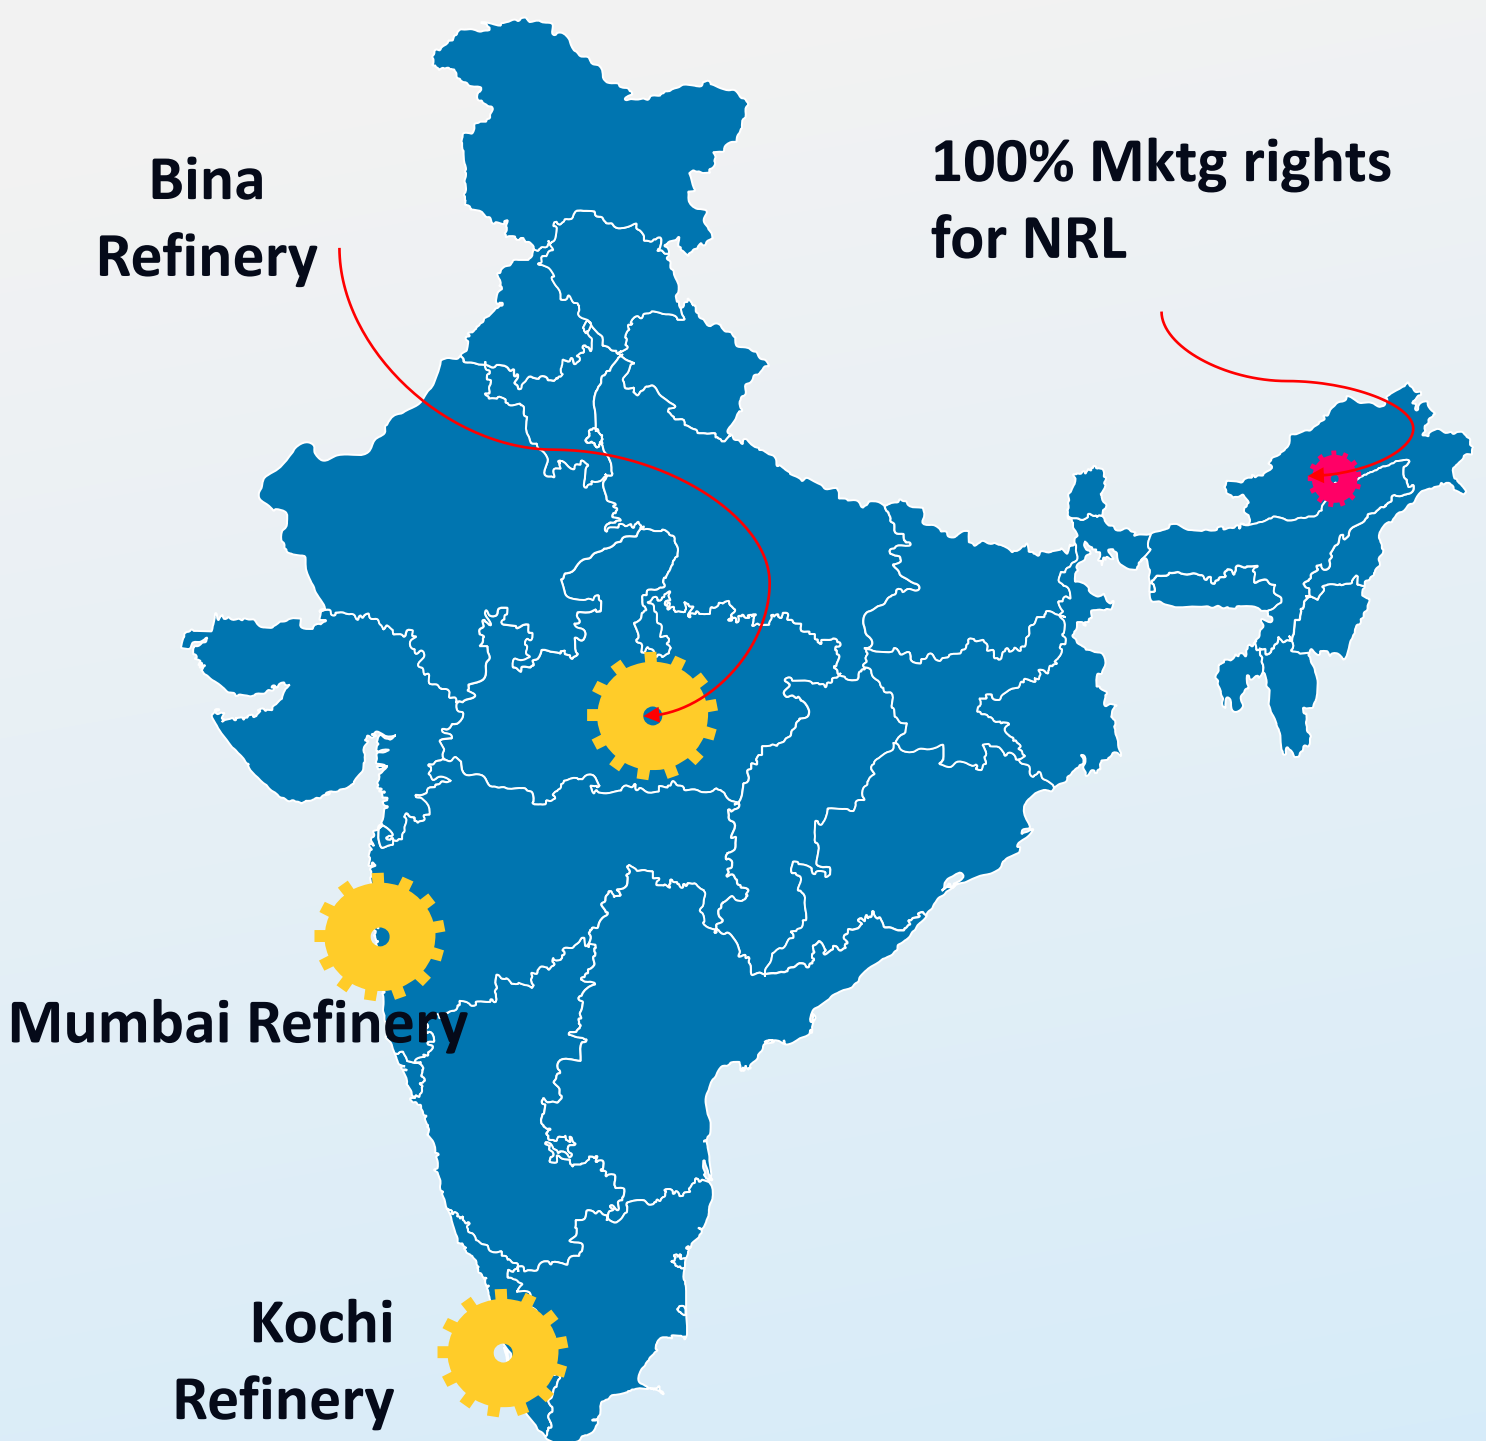 Bina
Refinery
100% Mktg rights
for NRL
Mumbai Refinery
Kochi
Refinery